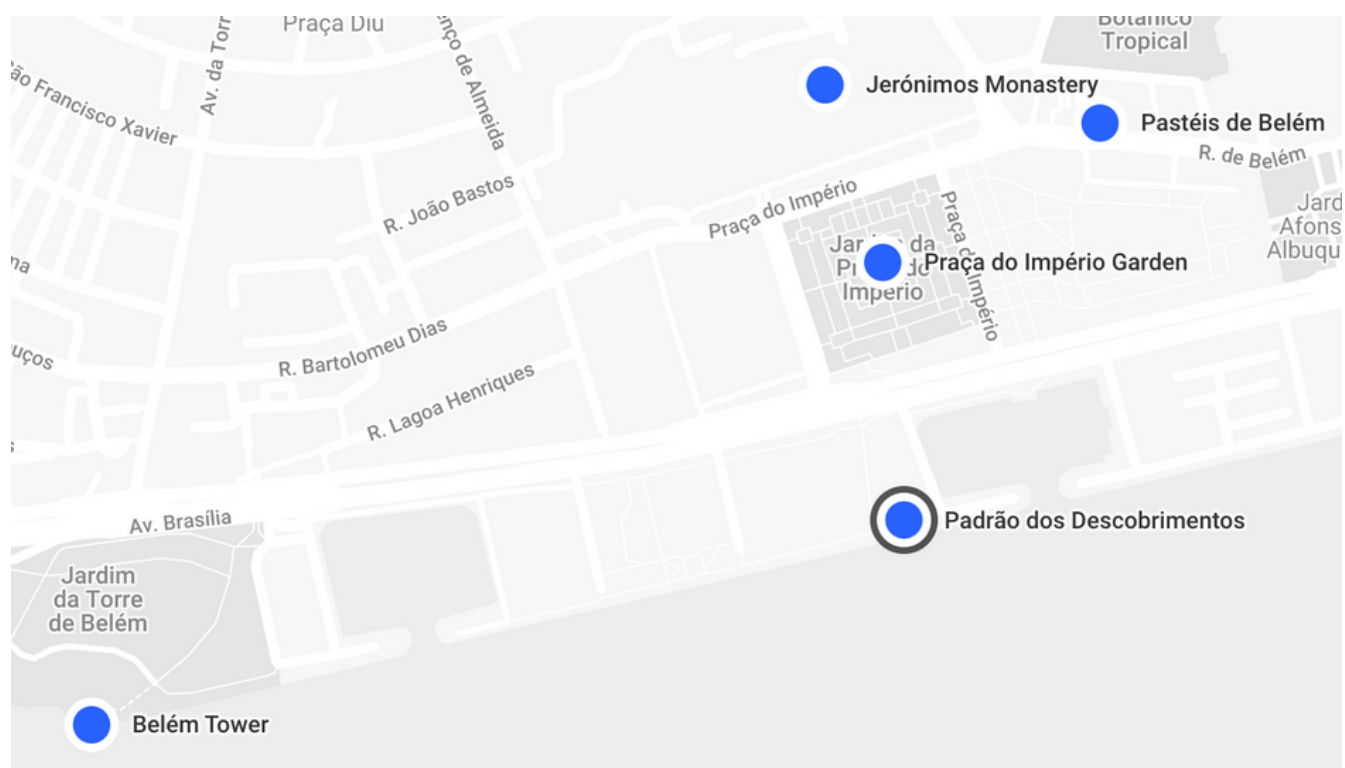 Praça Diu
Av. da Torr
enço de Almeida
Botânico
Tropical
ão Francisco Xavier
Jerónimos Monastery
Pastéis de Belém
R. de Belém
R. João Bastos
Praça do Império
Praça do Império
Jard
Afons
Albuqu
na
Praça do Império Garden
Império
uços
R. Bartolomeu Dias
R. Lagoa Henriques
s
Av. Brasília
Padrão dos Descobrimentos
Jardim
da Torre
de Belém
Belém Tower